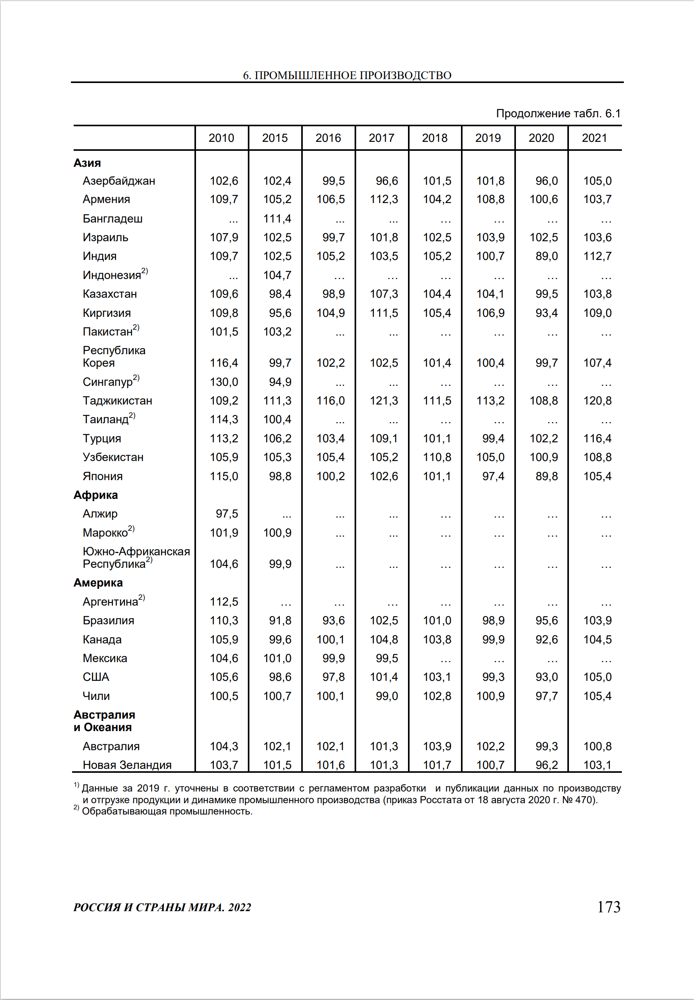 6. ПРОМЫШЛЕННОЕ ПРОИЗВОДСТВО
Продолжение табл. 6.1
2010 2015 2016 2017 2018 2019 2020 2021
Азия
Азербайджан 102,6 102,4 99,5 96,6 101,5 101,8 96,0 105,0
Армения 109,7 105,2 106,5 112,3 104,2 108,8 100,6 103,7
Бангладеш ... 111,4 ... ... ... ... ... ...
Израиль 107,9 102,5 99,7 101,8 102,5 103,9 102,5 103,6
Индия 109,7 102,5 105,2 103,5 105,2 100,7 89,0 112,7
Индонезия2) ... 104,7 ... ... ... ... ... ...
Казахстан 109,6 98,4 98,9 107,3 104,4 104,1 99,5 103,8
Киргизия 109,8 95,6 104,9 111,5 105,4 106,9 93,4 109,0
Пакистан2) 101,5 103,2 ... ... ... ... ... ...
Республика
Корея 116,4 99,7 102,2 102,5 101,4 100,4 99,7 107,4
Сингапур2) 130,0 94,9 ... ... ... ... ... ...
Таджикистан 109,2 111,3 116,0 121,3 111,5 113,2 108,8 120,8
Таиланд2) 114,3 100,4 ... ... ... ... ... ...
Турция 113,2 106,2 103,4 109,1 101,1 99,4 102,2 116,4
Узбекистан 105,9 105,3 105,4 105,2 110,8 105,0 100,9 108,8
Япония 115,0 98,8 100,2 102,6 101,1 97,4 89,8 105,4
Африка
Алжир 97,5 ... ... ... ... ... ... ...
Марокко2) 101,9 100,9 ... ... ... ... ... ...
Южно-Африканская
Республика2) 104,6 99,9 ... ... ... ... ... ...
Америка
Аргентина2) 112,5 ... ... ... ... ... ... ...
Бразилия 110,3 91,8 93,6 102,5 101,0 98,9 95,6 103,9
Канада 105,9 99,6 100,1 104,8 103,8 99,9 92,6 104,5
Мексика 104,6 101,0 99,9 99,5 ... ... ... ...
США 105,6 98,6 97,8 101,4 103,1 99,3 93,0 105,0
Чили 100,5 100,7 100,1 99,0 102,8 100,9 97,7 105,4
Австралия
и Океания
Австралия 104,3 102,1 102,1 101,3 103,9 102,2 99,3 100,8
Новая Зеландия 103,7 101,5 101,6 101,3 101,7 100,7 96,2 103,1
1) Данные за 2019 г. уточнены в соответствии с регламентом разработки и публикации данных по производству
и отгрузке продукции и динамике промышленного производства (приказ Росстата от 18 августа 2020 г. № 470).
2) Обрабатывающая промышленность.
РОССИЯ И СТРАНЫ МИРА. 2022 173